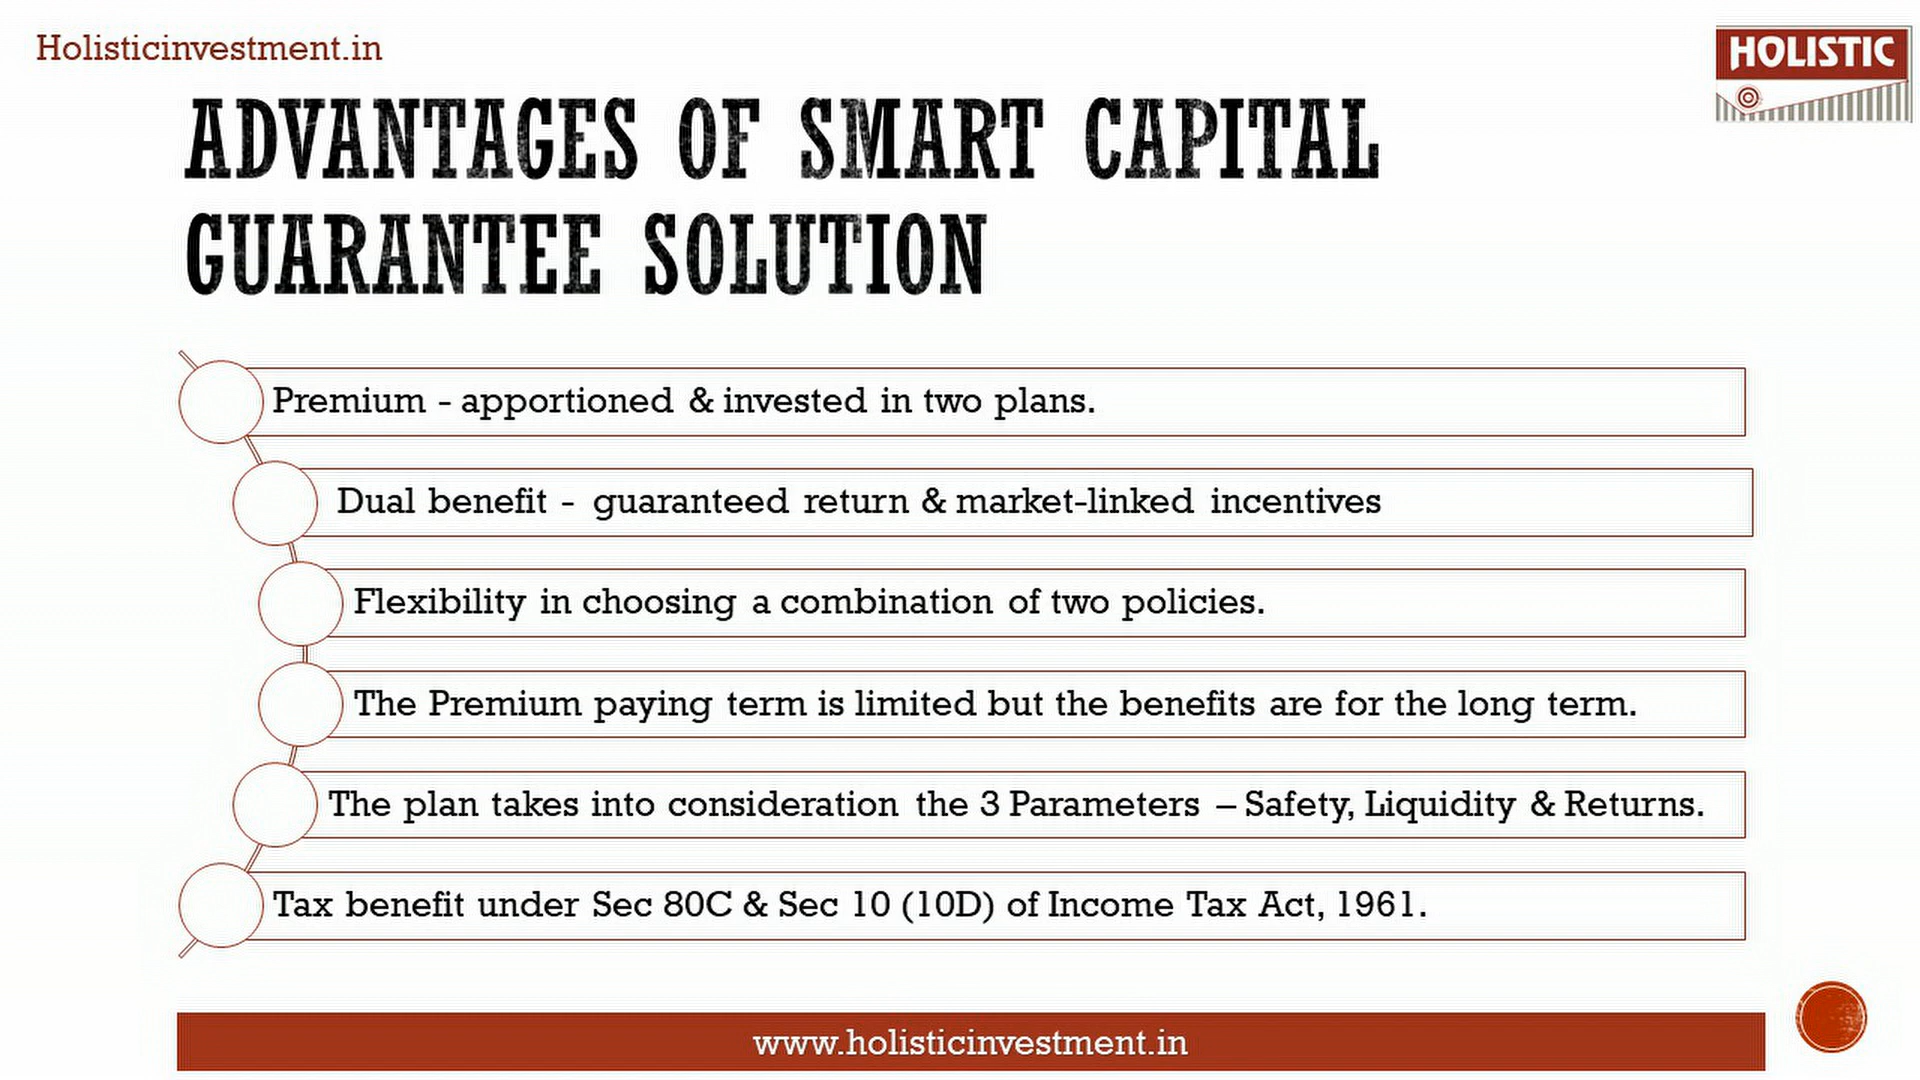 Holisticinvestment.in
HOLISTIC
ADVANTAGES OF SMART CAPITAL
GUARANTEE SOLUTION
Premium - apportioned & invested in two plans.
Dual benefit - guaranteed return & market-linked incentives
Flexibility in choosing a combination of two policies.
The Premium paying term is limited but the benefits are for the long term.
The plan takes into consideration the 3 Parameters – Safety, Liquidity & Returns.
Tax benefit under Sec 80C & Sec 10 (10D) of Income Tax Act, 1961.
www.holisticinvestment.in